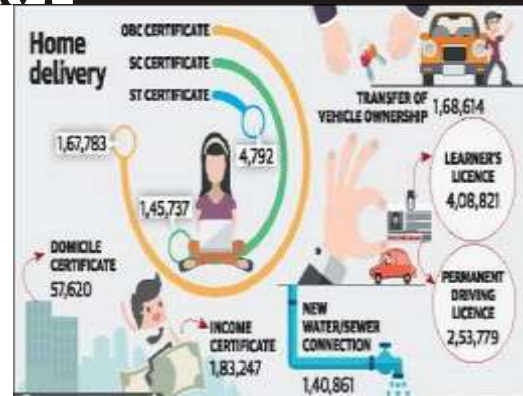 Home
delivery
OBC CERTIFICATE
SC CERTIFICATE
ST CERTIFICATE
1,67,783
4,792
1,45,737
TRANSFER OF
VEHICLE OWNERSHIP 1,68,614
LEARNER'S
LICENCE
4,08,821
PERMANENT
DRIVING
LICENCE
2,53,779
DOMICILE
CERTIFICATE
57,620
INCOME
CERTIFICATE
1,83,247
NEW
WATER/SEWER
CONNECTION
1,40,861